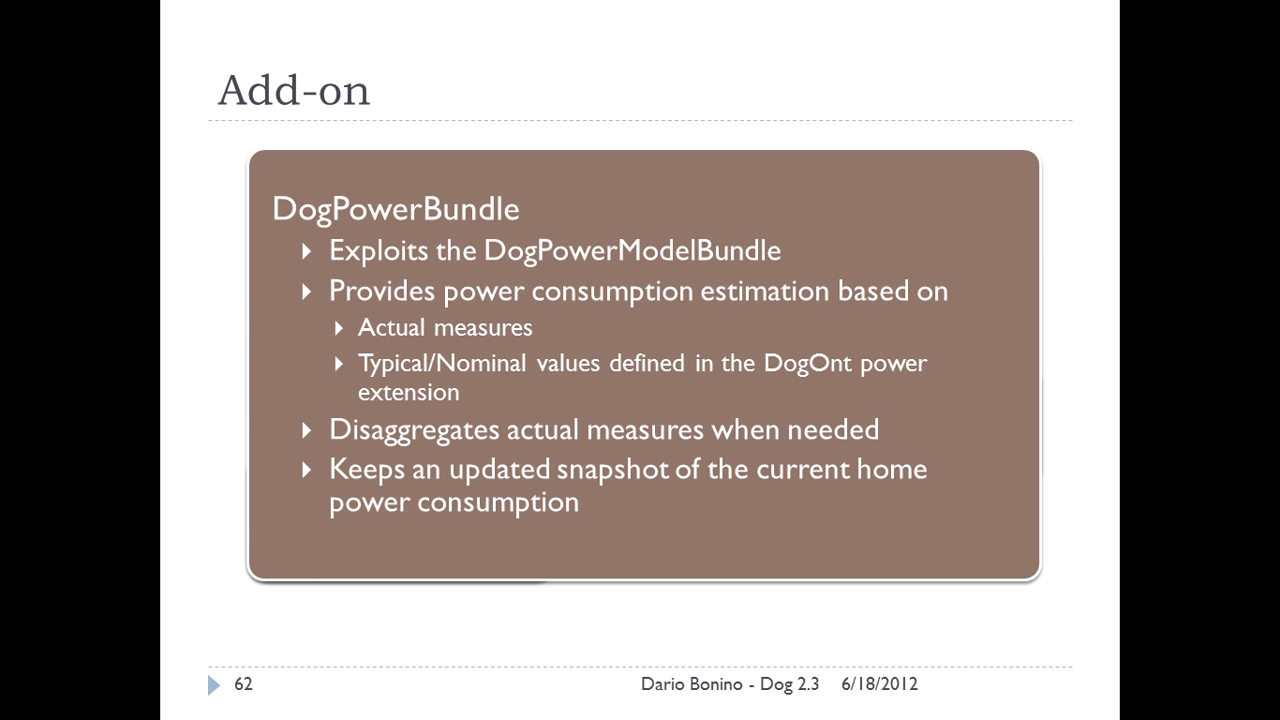 Add-on
DogPowerBundle
Exploits the DogPowerModelBundle
Provides power consumption estimation based on
Actual measures
Typical/Nominal values defined in the DogOnt power
extension
Disaggregates actual measures when needed
Keeps an updated snapshot of the current home
power consumption
62
Dario Bonino - Dog 2.3 6/18/2012